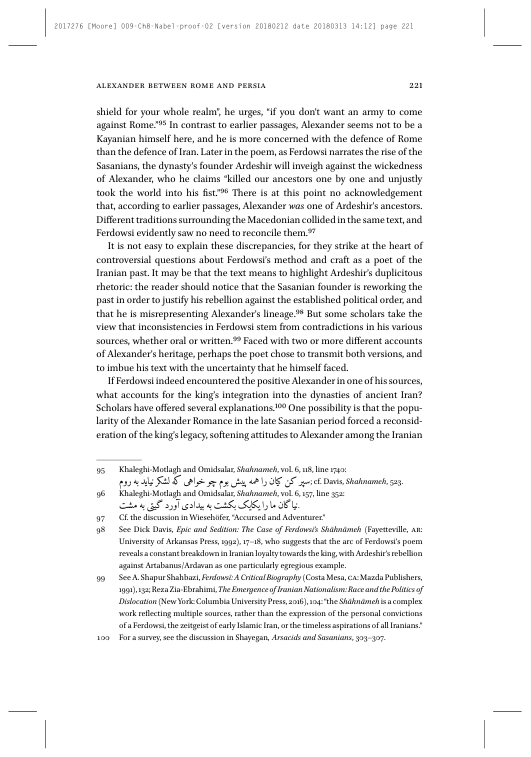 2017276 [Moore] 009-Ch8-Nabel-proof-02 [version 20180212 date 20180313 14:12] page 221
ALEXANDER BETWEEN ROME AND PERSIA 221
shield for your whole realm”, he urges, “if you don’t want an army to come
against Rome.”95 In contrast to earlier passages, Alexander seems not to be a
Kayanian himself here, and he is more concerned with the defence of Rome
than the defence of Iran. Later in the poem, as Ferdowsi narrates the rise of the
Sasanians, the dynasty’s founder Ardeshir will inveigh against the wickedness
of Alexander, who he claims “killed our ancestors one by one and unjustly
took the world into his fist.”96 There is at this point no acknowledgement
that, according to earlier passages, Alexander was one of Ardeshir’s ancestors.
Different traditions surrounding the Macedonian collided in the same text, and
Ferdowsi evidently saw no need to reconcile them.97
It is not easy to explain these discrepancies, for they strike at the heart of
controversial questions about Ferdowsi’s method and craft as a poet of the
Iranian past. It may be that the text means to highlight Ardeshir’s duplicitous
rhetoric: the reader should notice that the Sasanian founder is reworking the
past in order to justify his rebellion against the established political order, and
that he is misrepresenting Alexander’s lineage.98 But some scholars take the
view that inconsistencies in Ferdowsi stem from contradictions in his various
sources, whether oral or written.99 Faced with two or more different accounts
of Alexander’s heritage, perhaps the poet chose to transmit both versions, and
to imbue his text with the uncertainty that he himself faced.
If Ferdowsi indeed encountered the positive Alexander in one of his sources,
what accounts for the king’s integration into the dynasties of ancient Iran?
Scholars have offered several explanations.100 One possibility is that the popu-
larity of the Alexander Romance in the late Sasanian period forced a reconsid-
eration of the king’s legacy, softening attitudes to Alexander among the Iranian
95 Khaleghi-Motlagh and Omidsalar, Shahnameh, vol. 6, 118, line 1740:
سپر کن کیان را همه پیش بوم چو خواهی که لشکر نیاید به روم; cf. Davis, Shahnameh, 523.
96 Khaleghi-Motlagh and Omidsalar, Shahnameh, vol. 6, 157, line 352:
نیاگان ما را یکایک بکشت به بیدادی آورد گیتی به مشت.
97 Cf. the discussion in Wiesehöfer, “Accursed and Adventurer.”
98 See Dick Davis, Epic and Sedition: The Case of Ferdowsi’s Shāhnāmeh (Fayetteville, AR:
University of Arkansas Press, 1992), 17–18, who suggests that the arc of Ferdowsi’s poem
reveals a constant breakdown in Iranian loyalty towards the king, with Ardeshir’s rebellion
against Artabanus/Ardavan as one particularly egregious example.
99 See A. Shapur Shahbazi, Ferdowsi: A Critical Biography (Costa Mesa, CA: Mazda Publishers,
1991), 132; Reza Zia-Ebrahimi, The Emergence of Iranian Nationalism: Race and the Politics of
Dislocation (New York: Columbia University Press, 2016), 104: “the Shāhnāmeh is a complex
work reflecting multiple sources, rather than the expression of the personal convictions
of a Ferdowsi, the zeitgeist of early Islamic Iran, or the timeless aspirations of all Iranians.”
100 For a survey, see the discussion in Shayegan, Arsacids and Sasanians, 303–307.